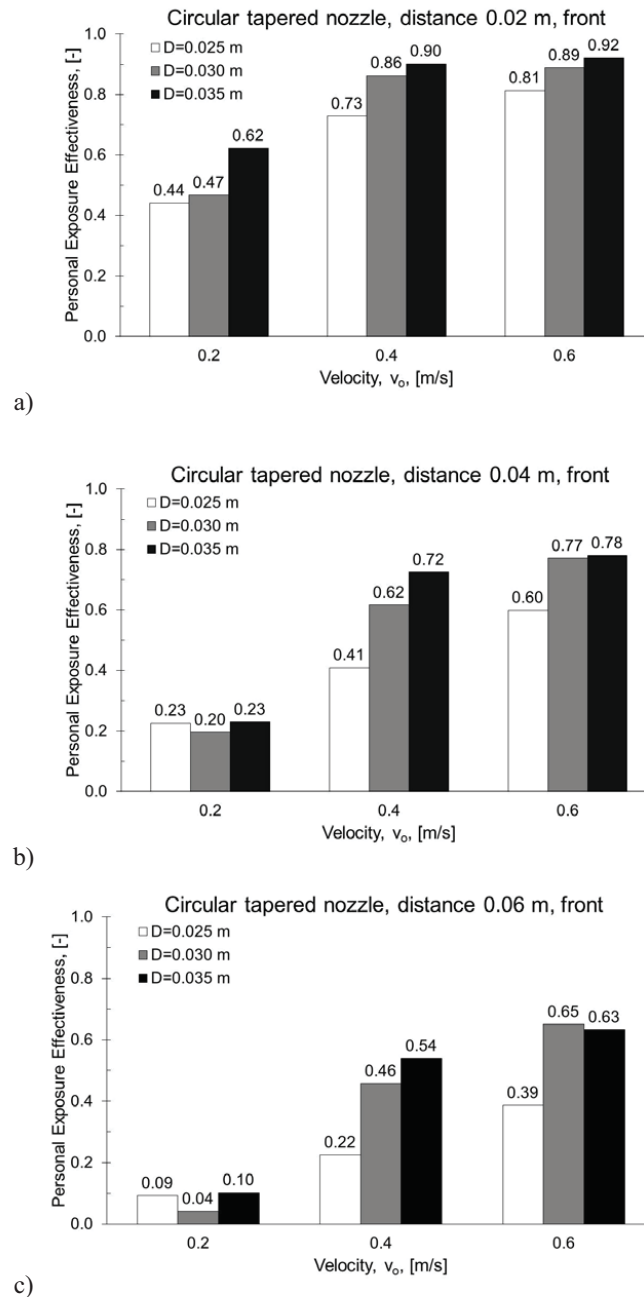 Circular tapered nozzle, distance 0.02 m, front
Personal Exposure Effectiveness, [-]
1.0
0.8
0.6
0.4
0.2
0.0
D=0.025 m
D=0.030 m
D=0.035 m
0.44
0.47
0.62
0.73
0.86
0.90
0.81
0.89
0.92
0.2
0.4
0.6
Velocity, vₒ, [m/s]
a)
Circular tapered nozzle, distance 0.04 m, front
Personal Exposure Effectiveness, [-]
1.0
0.8
0.6
0.4
0.2
0.0
D=0.025 m
D=0.030 m
D=0.035 m
0.23
0.20
0.23
0.41
0.62
0.72
0.60
0.77
0.78
0.2
0.4
0.6
Velocity, vₒ, [m/s]
b)
Circular tapered nozzle, distance 0.06 m, front
Personal Exposure Effectiveness, [-]
1.0
0.8
0.6
0.4
0.2
0.0
D=0.025 m
D=0.030 m
D=0.035 m
0.09
0.04
0.10
0.22
0.46
0.54
0.39
0.65
0.63
0.2
0.4
0.6
Velocity, vₒ, [m/s]
c)